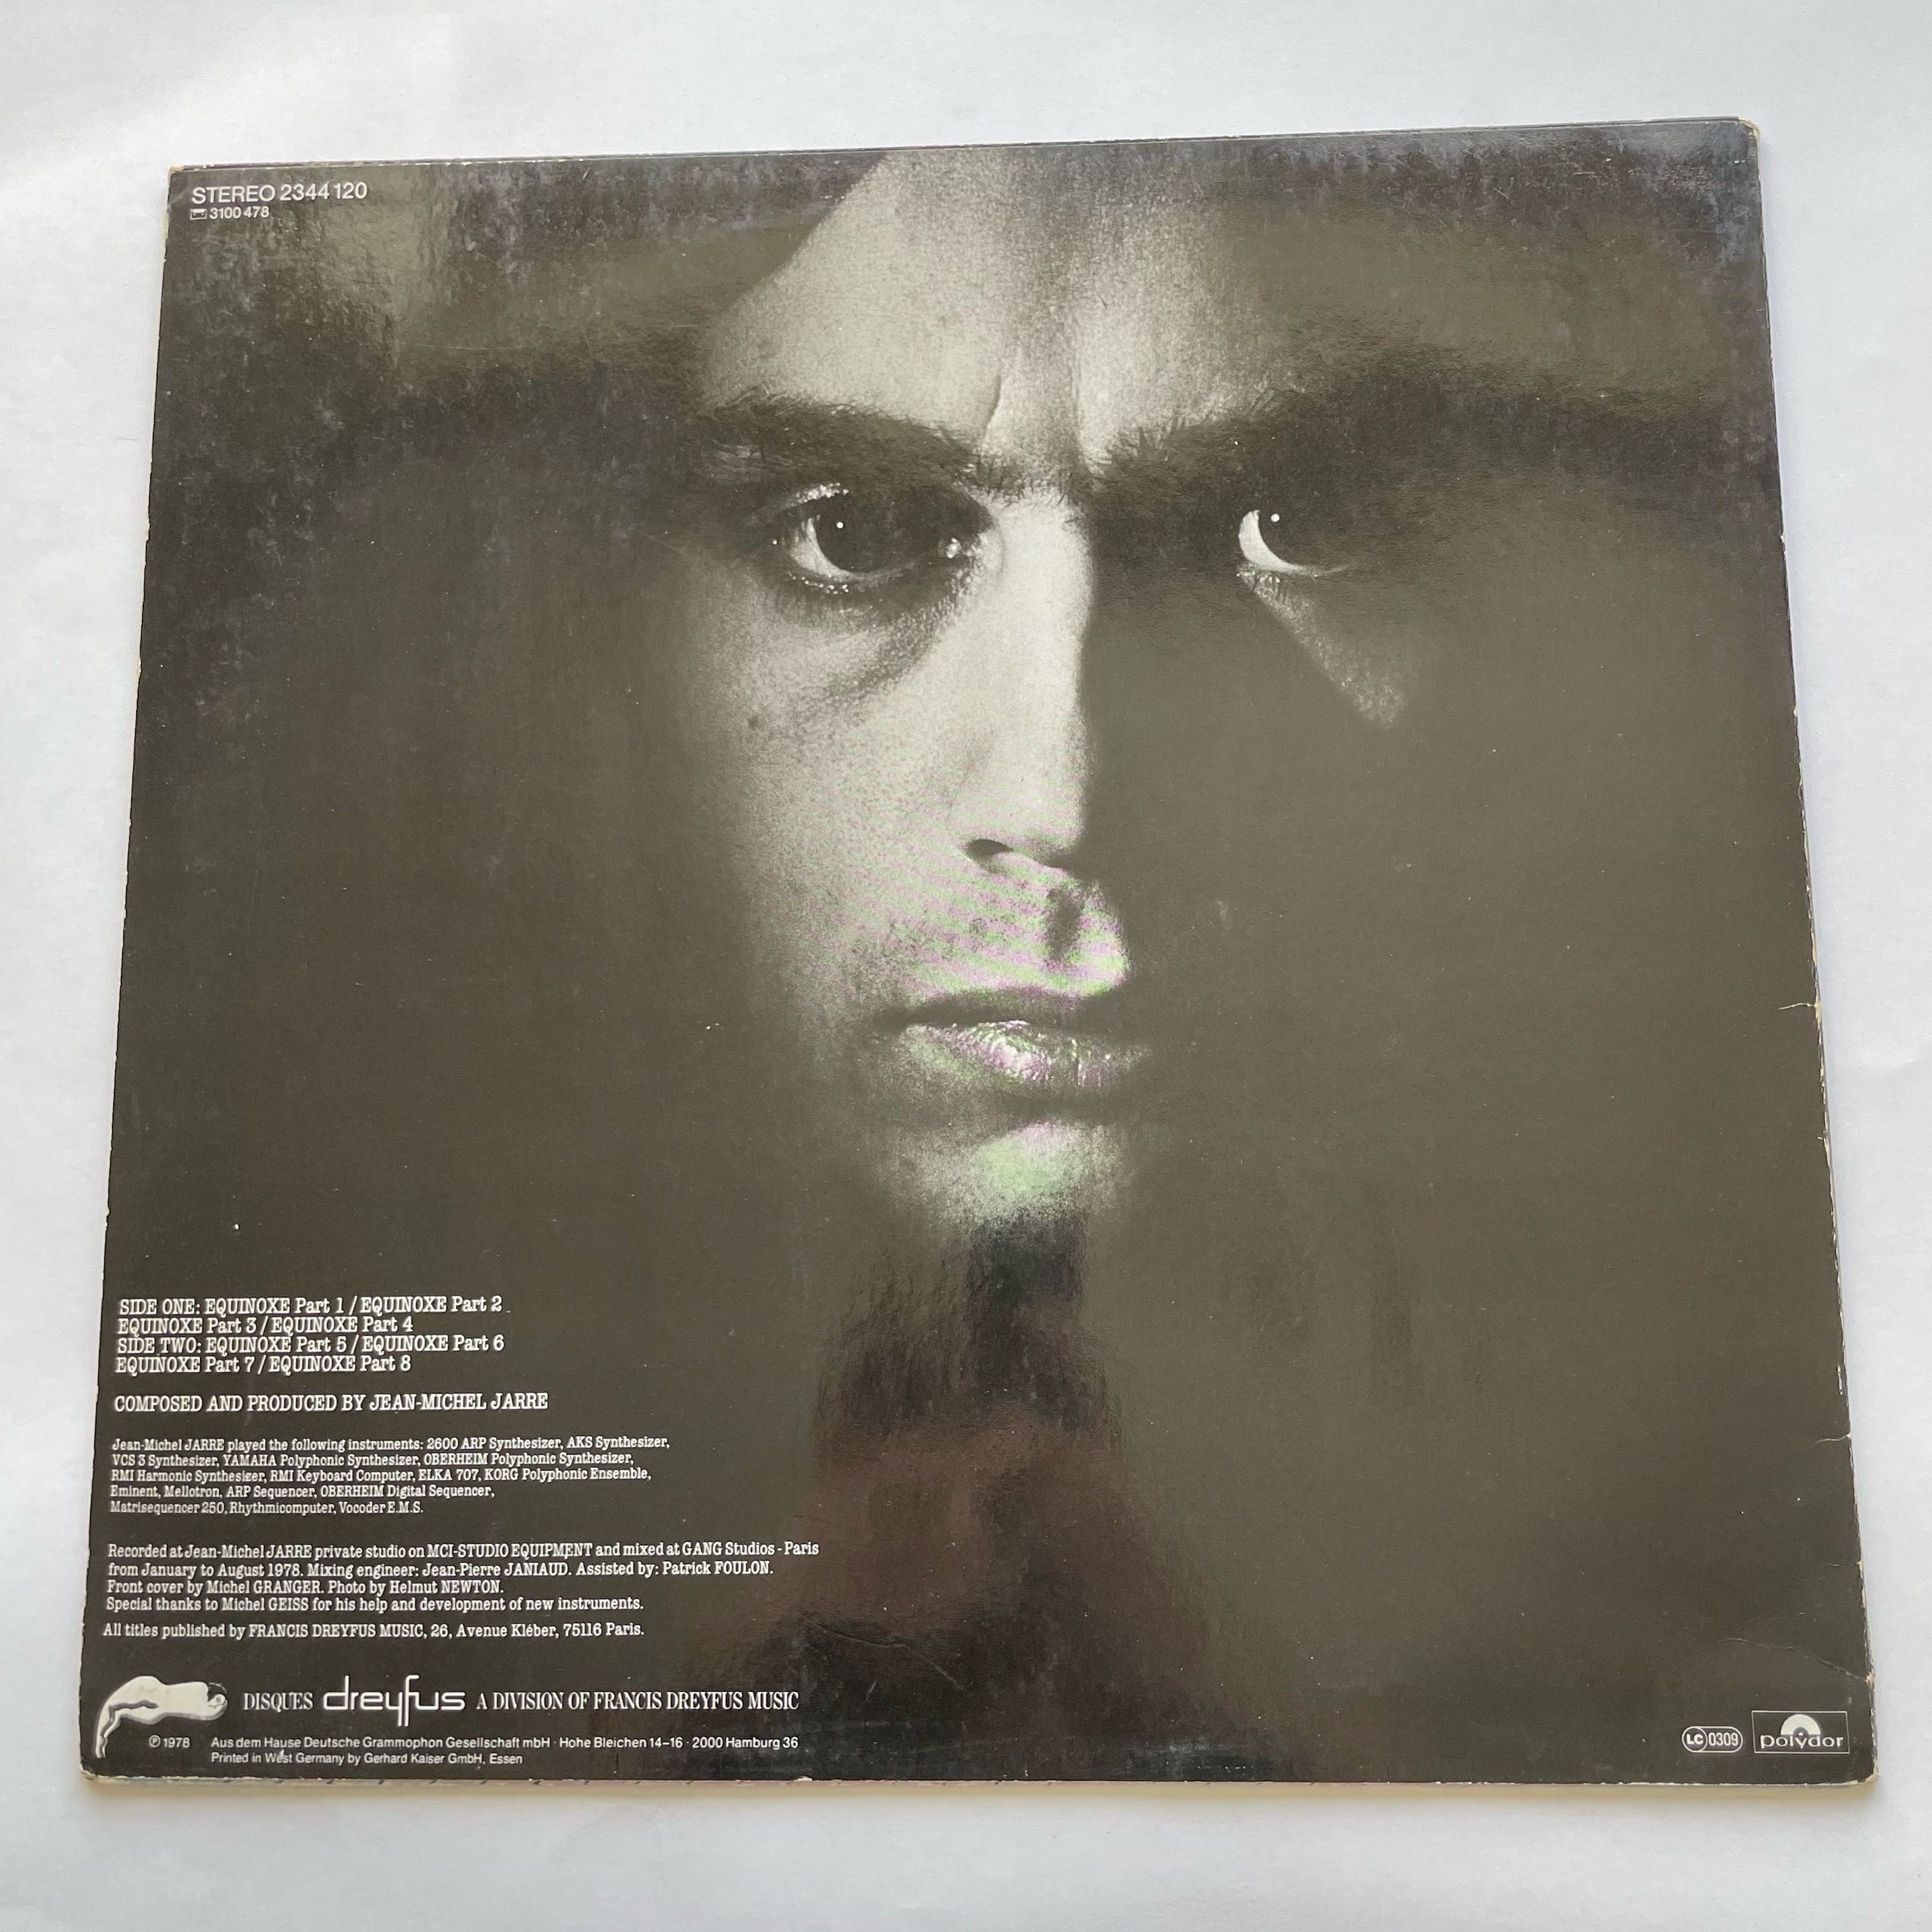 STEREO 2344 120
3100 478
SIDE ONE: EQUINOXE Part 1 / EQUINOXE Part 2
EQUINOXE Part 3 / EQUINOXE Part 4
SIDE TWO: EQUINOXE Part 5 / EQUINOXE Part 6
EQUINOXE Part 7 / EQUINOXE Part 8
COMPOSED AND PRODUCED BY JEAN-MICHEL JARRE
Jean-Michel JARRE played the following instruments: 2600 ARP Synthesizer, AKS Synthesizer,
VCS 3 Synthesizer, YAMAHA Polyphonic Synthesizer, OBERHEIM Polyphonic Synthesizer,
RMI Harmonic Synthesizer, RMI Keyboard Computer, ELKA 707, KORG Polyphonic Ensemble,
Eminent, Mellotron, ARP Sequencer, OBERHEIM Digital Sequencer,
Matrisequencer 250, Rhythmicomputer, Vocoder E.M.S.
Recorded at Jean-Michel JARRE private studio on MCI-STUDIO EQUIPMENT and mixed at GANG Studios - Paris
from January to August 1978. Mixing engineer: Jean-Pierre JANIAUD. Assisted by: Patrick FOULON.
Front cover by Michel GRANGER. Photo by Helmut NEWTON.
Special thanks to Michel GEISS for his help and development of new instruments.
All titles published by FRANCIS DREYFUS MUSIC, 26, Avenue Kléber, 75116 Paris.
DISQUES dreyfus A DIVISION OF FRANCIS DREYFUS MUSIC
℗ 1978 Aus dem Hause Deutsche Grammophon Gesellschaft mbH · Hohe Bleichen 14–16 · 2000 Hamburg 36
Printed in West Germany by Gerhard Kaiser GmbH, Essen
LC 0309 polydor